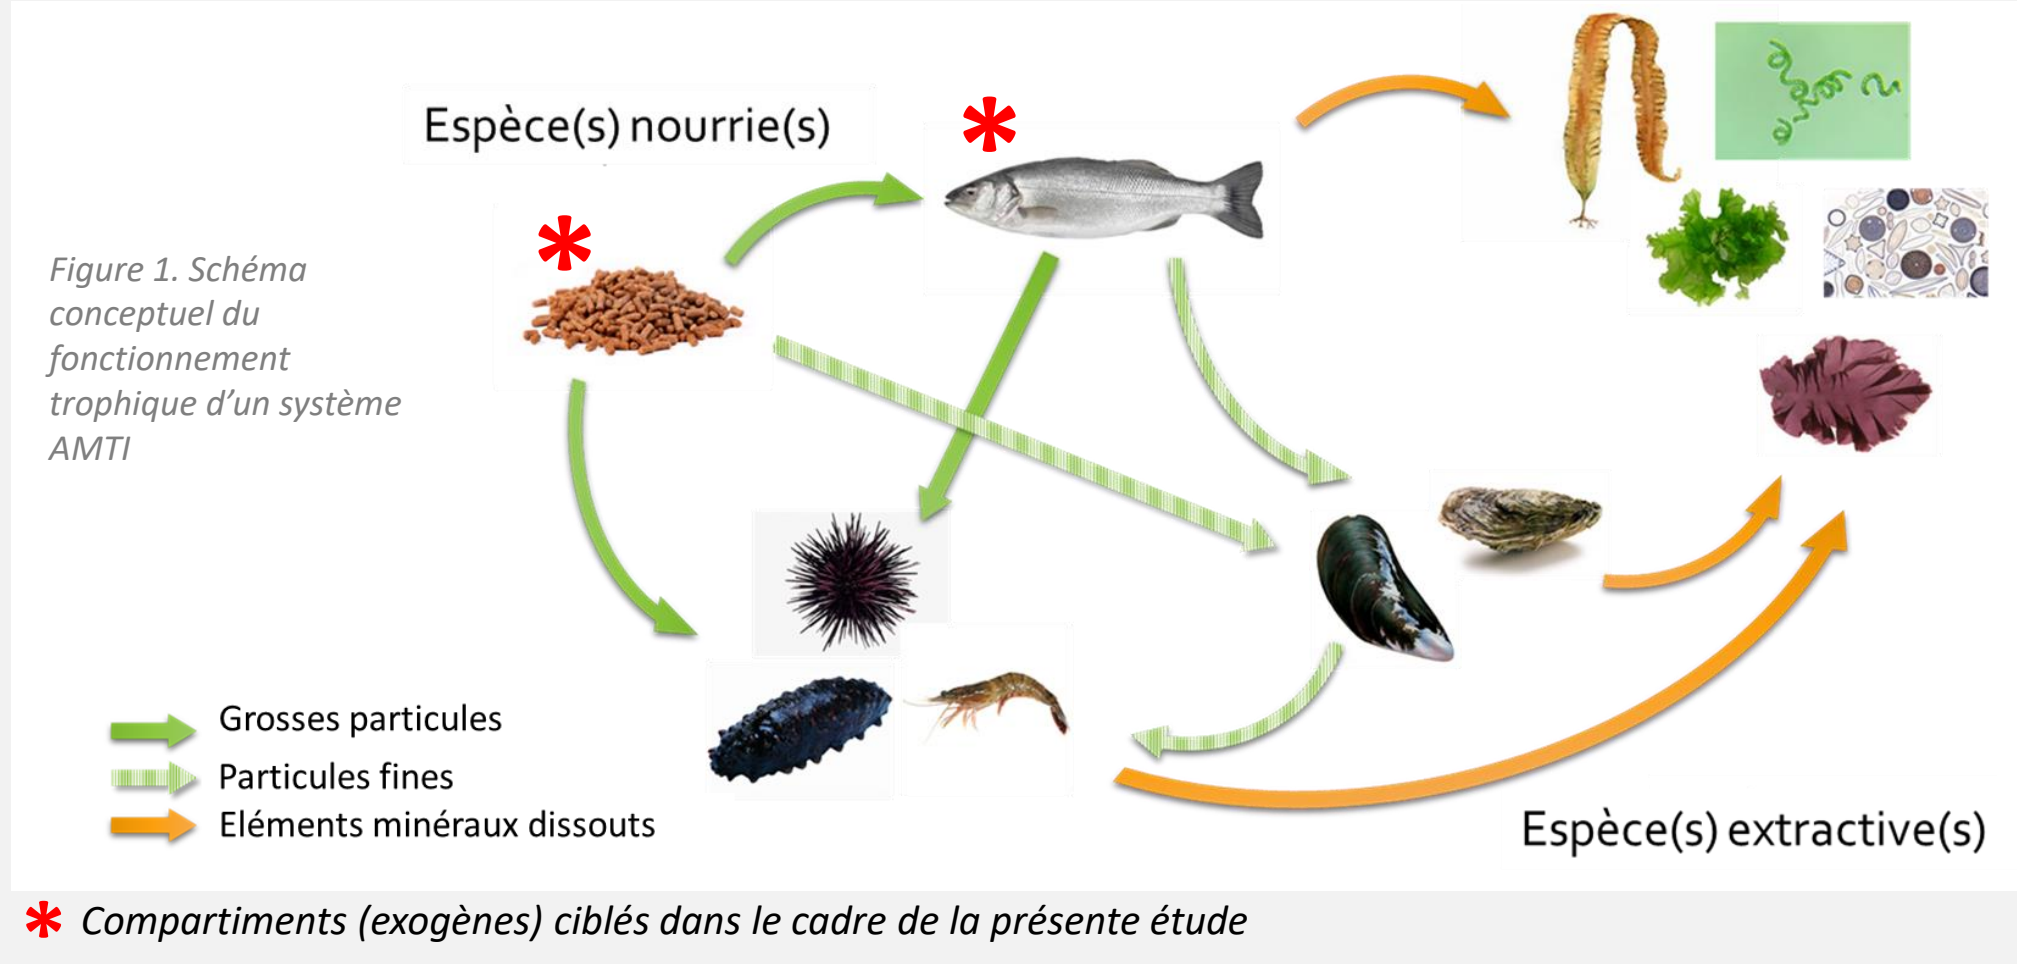 Espèce(s) nourrie(s)
Figure 1. Schéma
conceptuel du
fonctionnement
trophique d’un système
AMTI
Grosses particules
Particules fines
Eléments minéraux dissouts
Espèce(s) extractive(s)
* Compartiments (exogènes) ciblés dans le cadre de la présente étude